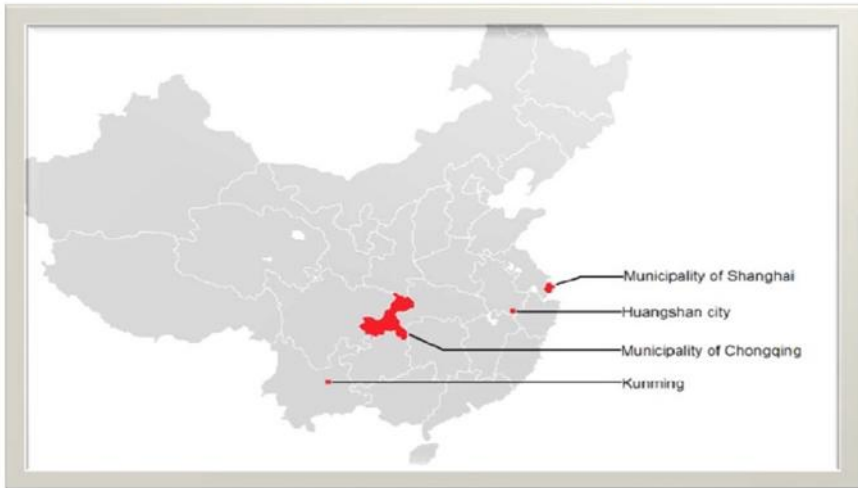 Municipality of Shanghai
Huangshan city
Municipality of Chongqing
Kunming